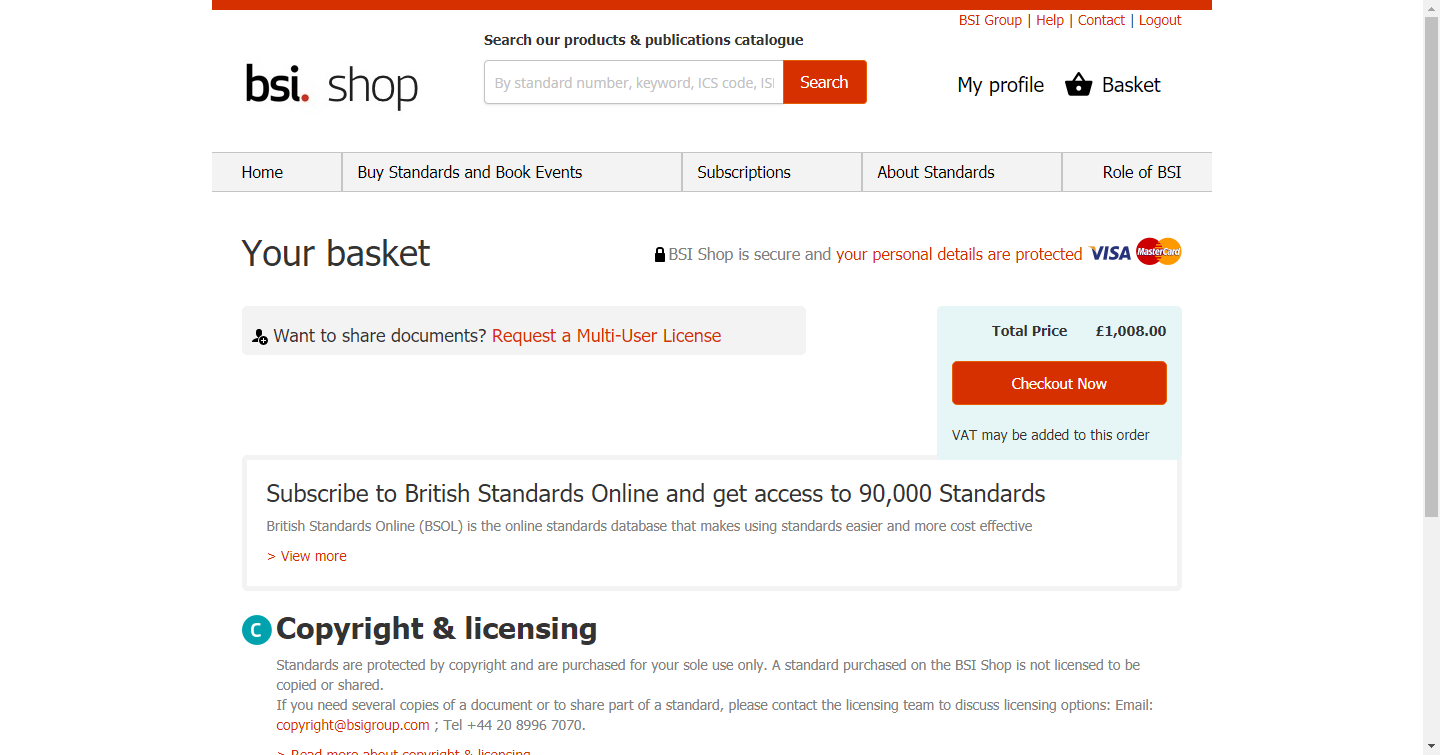 BSI Group | Help | Contact | Logout
Search our products & publications catalogue
bsi. shop
By standard number, keyword, ICS code, ISI
Search
My profile
Basket
Home
Buy Standards and Book Events
Subscriptions
About Standards
Role of BSI
Your basket
BSI Shop is secure and your personal details are protected
VISA
MasterCard
Want to share documents? Request a Multi-User License
Total Price £1,008.00
Checkout Now
VAT may be added to this order
Subscribe to British Standards Online and get access to 90,000 Standards
British Standards Online (BSOL) is the online standards database that makes using standards easier and more cost effective
> View more
C Copyright & licensing
Standards are protected by copyright and are purchased for your sole use only. A standard purchased on the BSI Shop is not licensed to be
copied or shared.
If you need several copies of a document or to share part of a standard, please contact the licensing team to discuss licensing options: Email:
copyright@bsigroup.com ; Tel +44 20 8996 7070.
> Read more about copyright & licensing